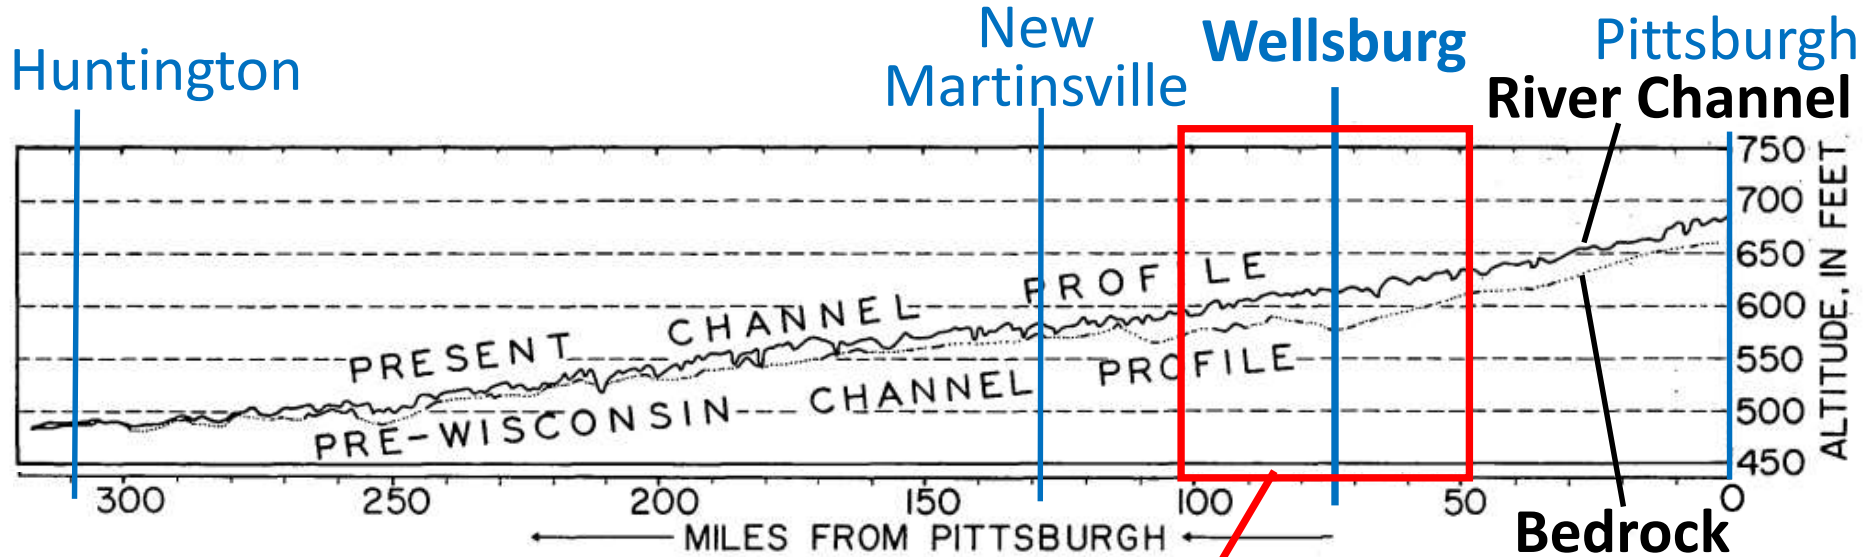 Huntington
New
Martinsville
Wellsburg
Pittsburgh
River Channel
750
700
650
600
550
500
450
ALTITUDE, IN FEET
PRESENT CHANNEL PROFILE
PRE-WISCONSIN CHANNEL PROFILE
300 250 200 150 100 50 0
MILES FROM PITTSBURGH
Bedrock